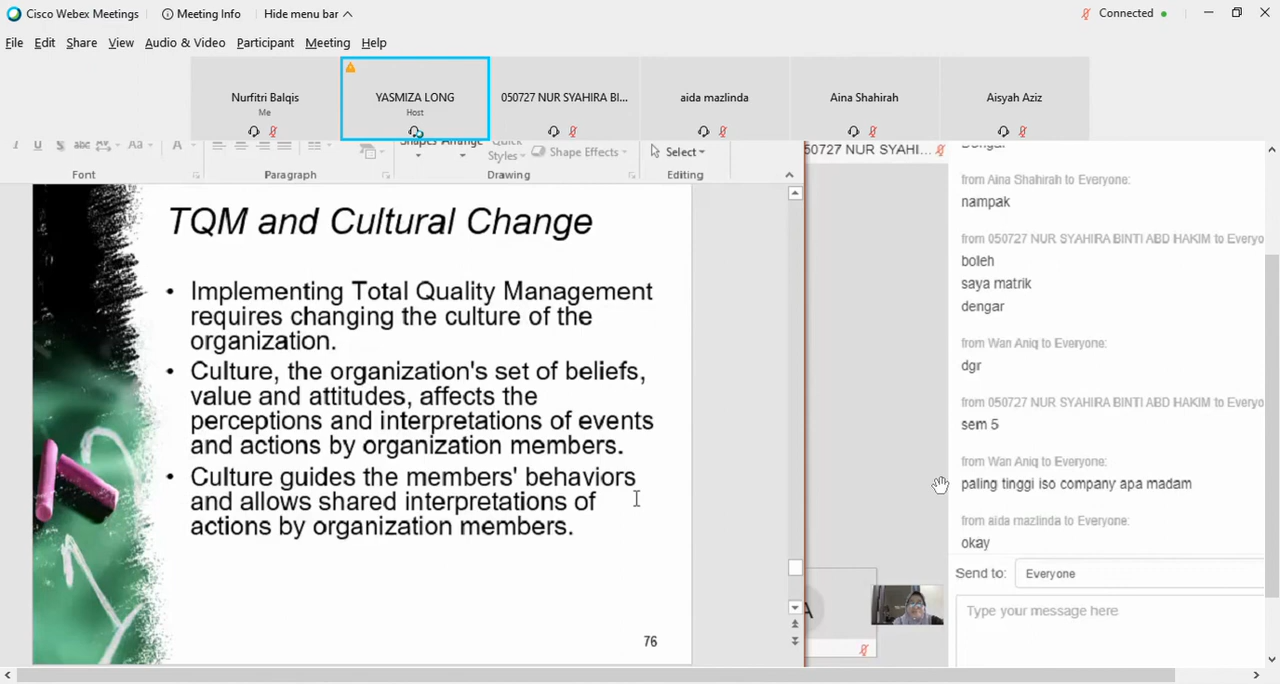 Cisco Webex Meetings
Meeting Info
Hide menu bar
Connected
File Edit Share View Audio & Video Participant Meeting Help
Nurfitri Balqis
Me
YASMIZA LONG
Host
050727 NUR SYAHIRA BI...
aida mazlinda
Aina Shahirah
Aisyah Aziz
I U S abc AV Aa A
Shapes Arrange
Quick
Styles
Shape Effects
Select
Font
Paragraph
Drawing
Editing
TQM and Cultural Change
• Implementing Total Quality Management
requires changing the culture of the
organization.
• Culture, the organization's set of beliefs,
value and attitudes, affects the
perceptions and interpretations of events
and actions by organization members.
• Culture guides the members' behaviors
and allows shared interpretations of
actions by organization members.
76
050727 NUR SYAHI...
A
Dengar
from Aina Shahirah to Everyone:
nampak
from 050727 NUR SYAHIRA BINTI ABD HAKIM to Everyo
boleh
saya matrik
dengar
from Wan Aniq to Everyone:
dgr
from 050727 NUR SYAHIRA BINTI ABD HAKIM to Everyo
sem 5
from Wan Aniq to Everyone:
paling tinggi iso company apa madam
from aida mazlinda to Everyone:
okay
Send to: Everyone
Type your message here